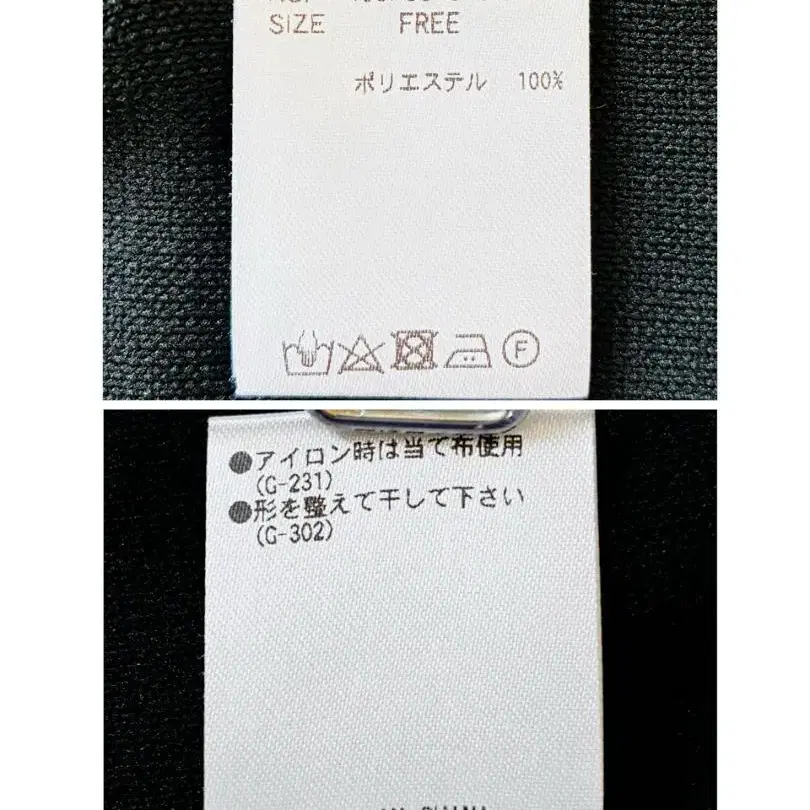 SIZE FREE
ポリエステル 100%
F
●アイロン時は当て布使用
(G-231)
●形を整えて干して下さい
(G-302)